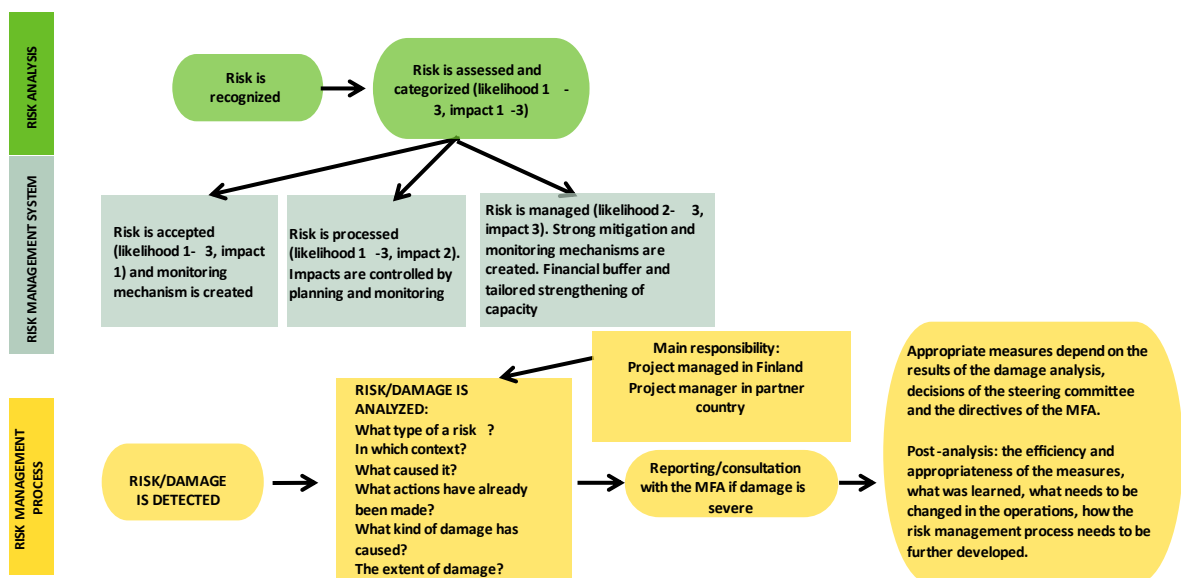 RISK ANALYSIS
Risk is
recognized
Risk is assessed and
categorized (likelihood 1 -
3, impact 1 -3)
RISK MANAGEMENT SYSTEM
Risk is accepted
(likelihood 1- 3, impact
1) and monitoring
mechanism is created
Risk is processed
(likelihood 1 -3, impact 2).
Impacts are controlled by
planning and monitoring
Risk is managed (likelihood 2- 3,
impact 3). Strong mitigation and
monitoring mechanisms are
created. Financial buffer and
tailored strengthening of
capacity
RISK MANAGEMENT
PROCESS
RISK/DAMAGE
IS DETECTED
RISK/DAMAGE IS
ANALYZED:
What type of a risk ?
In which context?
What caused it?
What actions have already
been made?
What kind of damage has
caused?
The extent of damage?
Main responsibility:
Project managed in Finland
Project manager in partner
country
Reporting/consultation
with the MFA if damage is
severe
Appropriate measures depend on the
results of the damage analysis,
decisions of the steering committee
and the directives of the MFA.
Post -analysis: the efficiency and
appropriateness of the measures,
what was learned, what needs to be
changed in the operations, how the
risk management process needs to be
further developed.